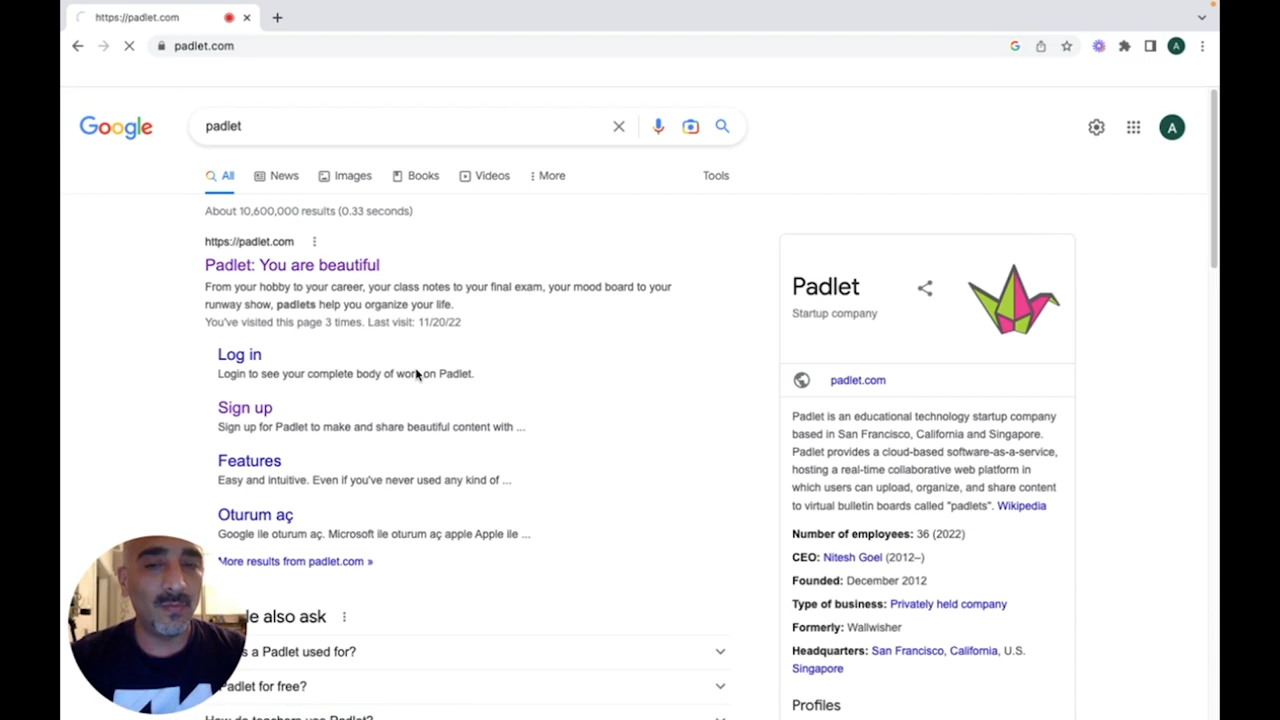 https://padlet.com
padlet.com
A
Google
padlet
A
All
News
Images
Books
Videos
More
Tools
About 10,600,000 results (0.33 seconds)
https://padlet.com
Padlet: You are beautiful
From your hobby to your career, your class notes to your final exam, your mood board to your
runway show, padlets help you organize your life.
You've visited this page 3 times. Last visit: 11/20/22
Log in
Login to see your complete body of work on Padlet.
Sign up
Sign up for Padlet to make and share beautiful content with ...
Features
Easy and intuitive. Even if you've never used any kind of ...
Oturum aç
Google ile oturum aç. Microsoft ile oturum aç apple Apple ile ...
More results from padlet.com »
le also ask
s a Padlet used for?
Padlet for free?
How do teachers use Padlet?
Padlet
Startup company
padlet.com
Padlet is an educational technology startup company
based in San Francisco, California and Singapore.
Padlet provides a cloud-based software-as-a-service,
hosting a real-time collaborative web platform in
which users can upload, organize, and share content
to virtual bulletin boards called "padlets". Wikipedia
Number of employees: 36 (2022)
CEO: Nitesh Goel (2012–)
Founded: December 2012
Type of business: Privately held company
Formerly: Wallwisher
Headquarters: San Francisco, California, U.S.
Singapore
Profiles